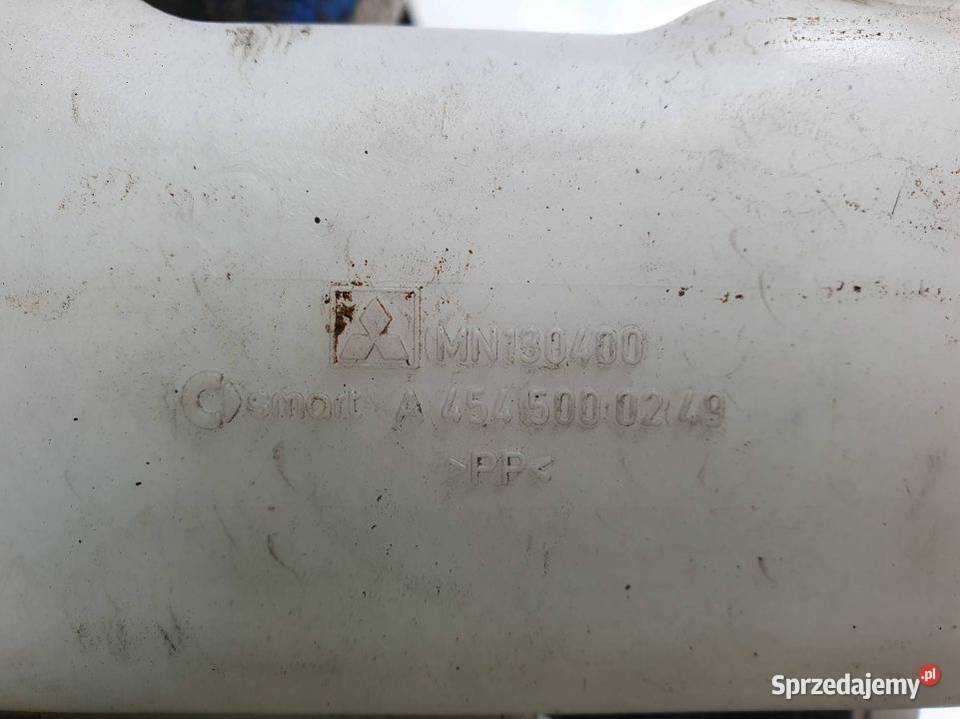 MN130400
smart A 454 500 02 49
>PP<
Sprzedajemy.pl